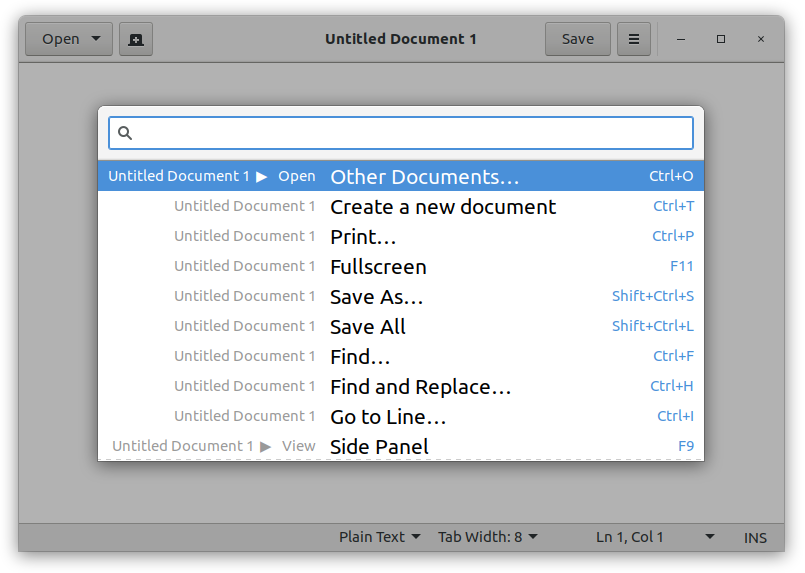 Open Untitled Document 1 Save
Untitled Document 1 ▶ Open Other Documents… Ctrl+O
Untitled Document 1 Create a new document Ctrl+T
Untitled Document 1 Print… Ctrl+P
Untitled Document 1 Fullscreen F11
Untitled Document 1 Save As… Shift+Ctrl+S
Untitled Document 1 Save All Shift+Ctrl+L
Untitled Document 1 Find… Ctrl+F
Untitled Document 1 Find and Replace… Ctrl+H
Untitled Document 1 Go to Line… Ctrl+I
Untitled Document 1 ▶ View Side Panel F9
Plain Text Tab Width: 8 Ln 1, Col 1 INS